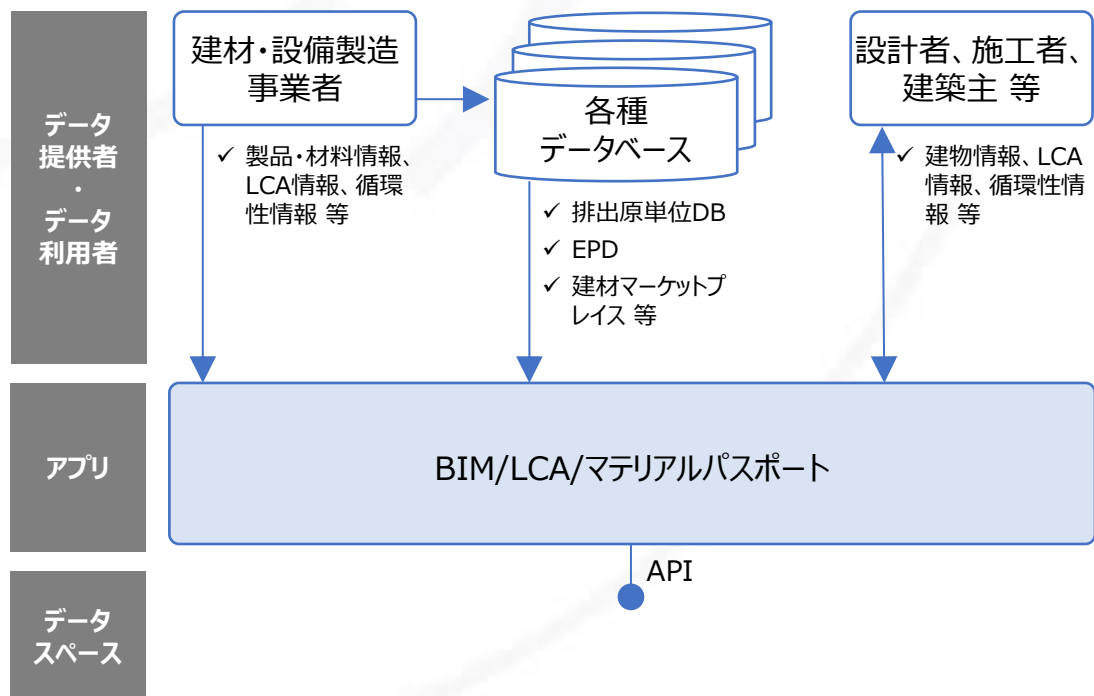 データ
提供者
・
データ
利用者
建材・設備製造
事業者
✓ 製品・材料情報、
LCA情報、循環
性情報 等
各種
データベース
✓ 排出原単位DB
✓ EPD
✓ 建材マーケットプ
レイス 等
設計者、施工者、
建築主 等
✓ 建物情報、LCA
情報、循環性情
報 等
アプリ
BIM/LCA/マテリアルパスポート
API
データ
スペース